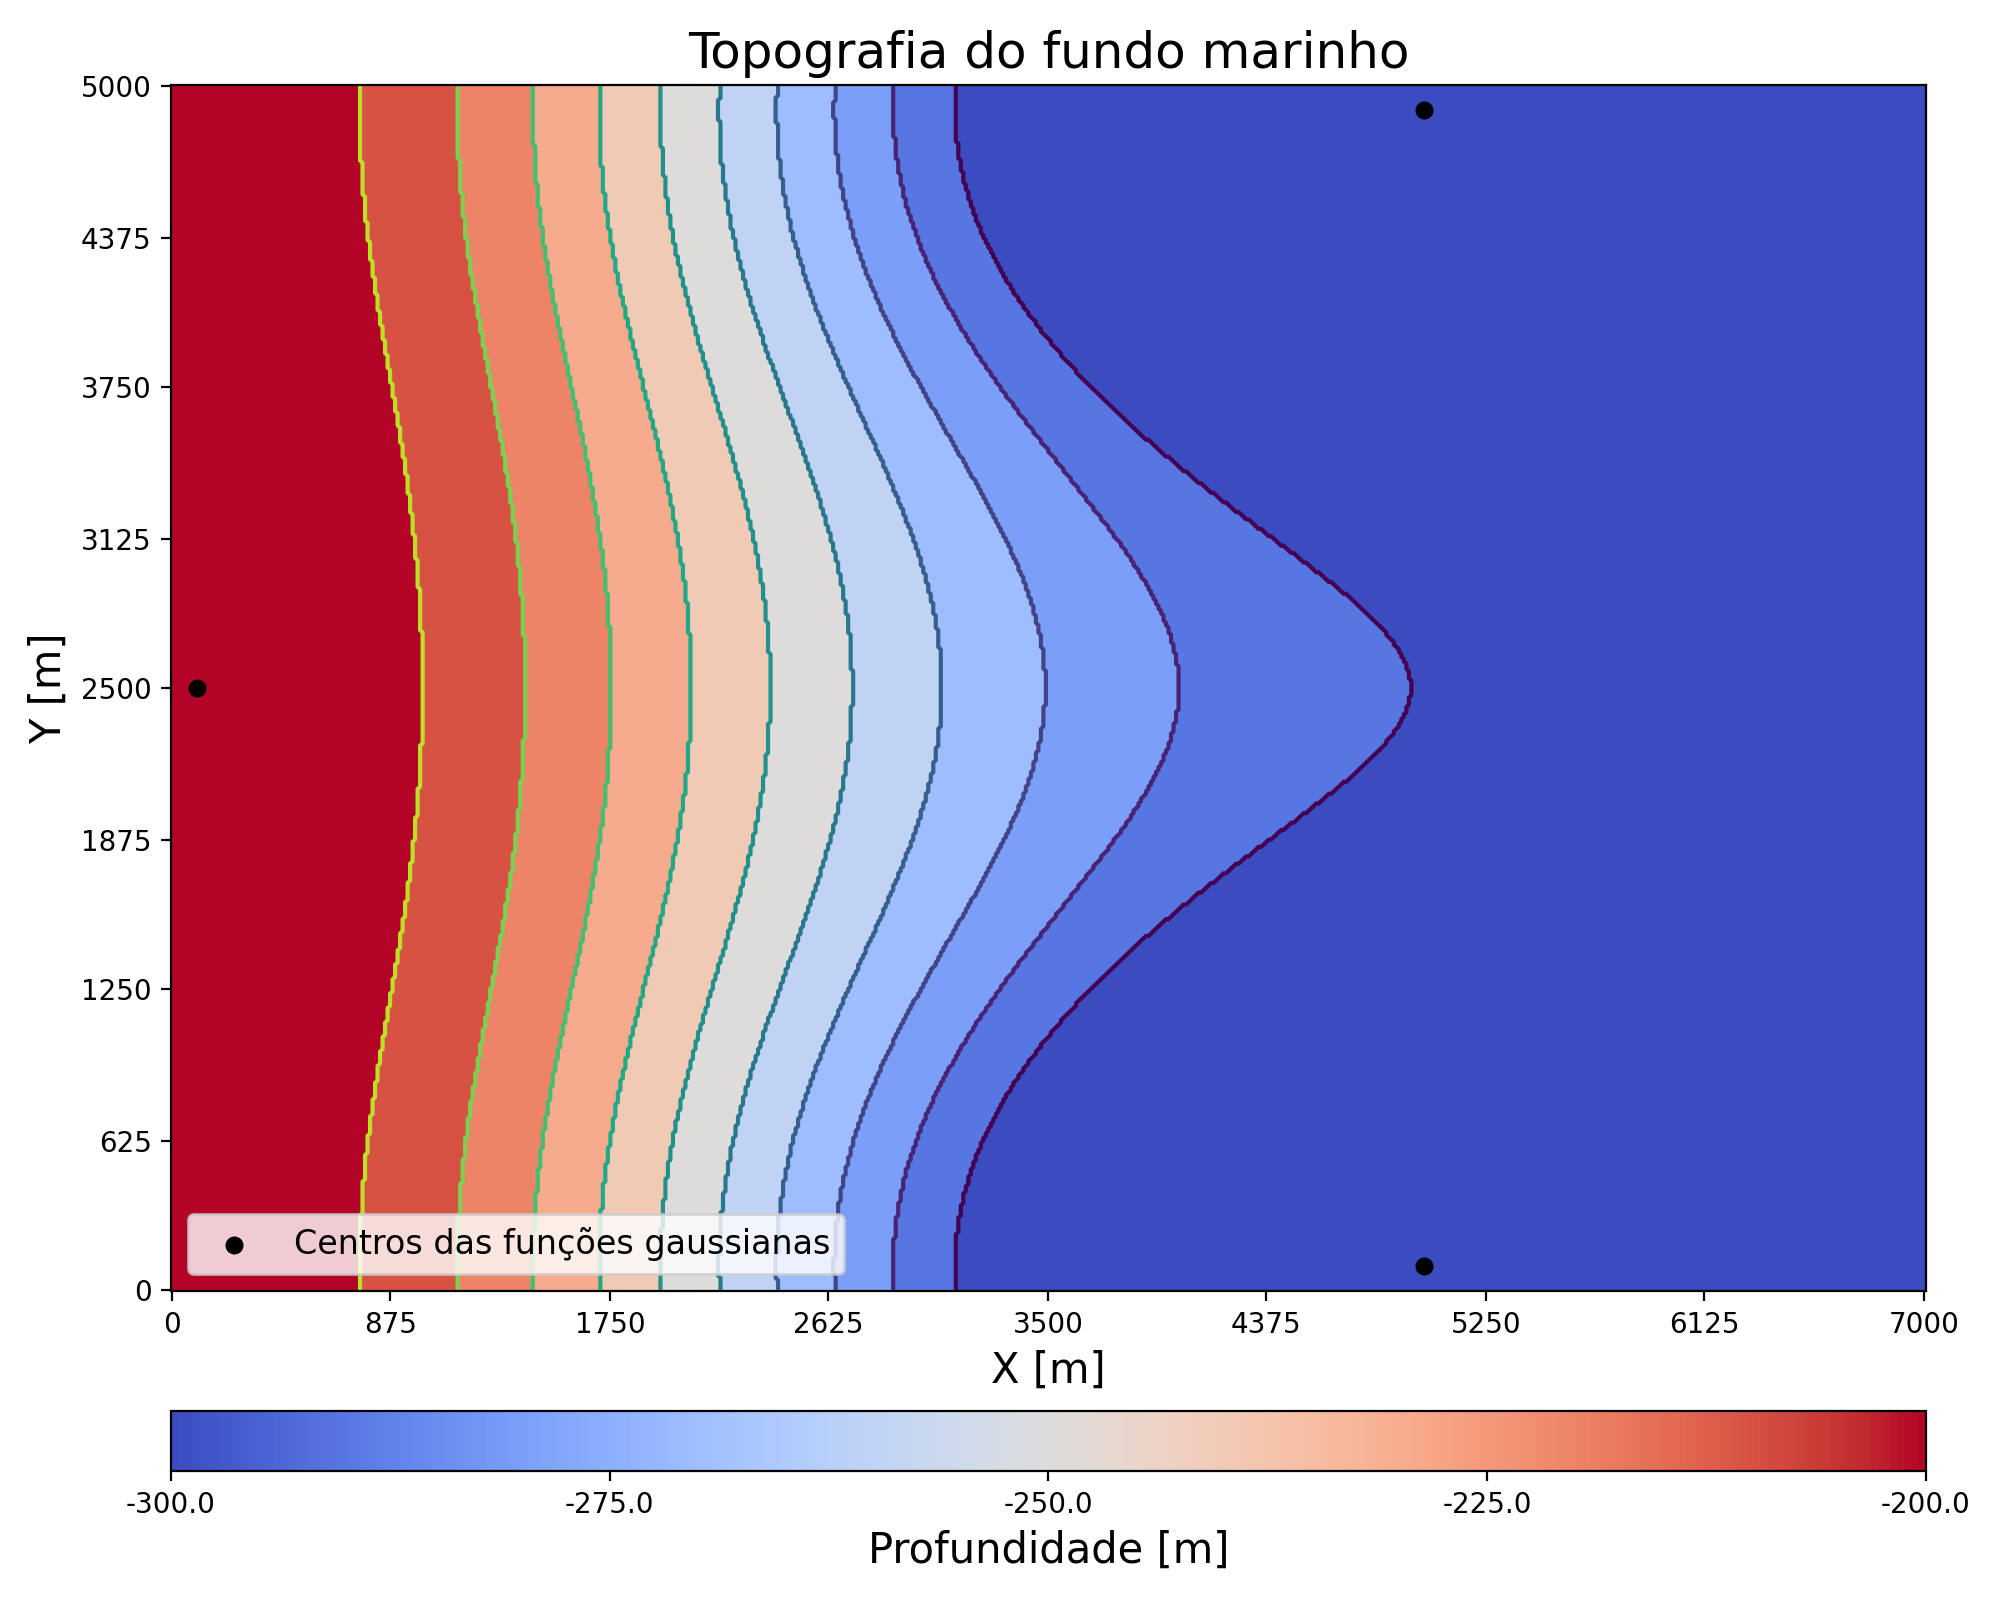 Topografia do fundo marinho
5000
4375
3750
3125
2500
1875
1250
625
0
Y [m]
Centros das funções gaussianas
0 875 1750 2625 3500 4375 5250 6125 7000
X [m]
-300.0 -275.0 -250.0 -225.0 -200.0
Profundidade [m]